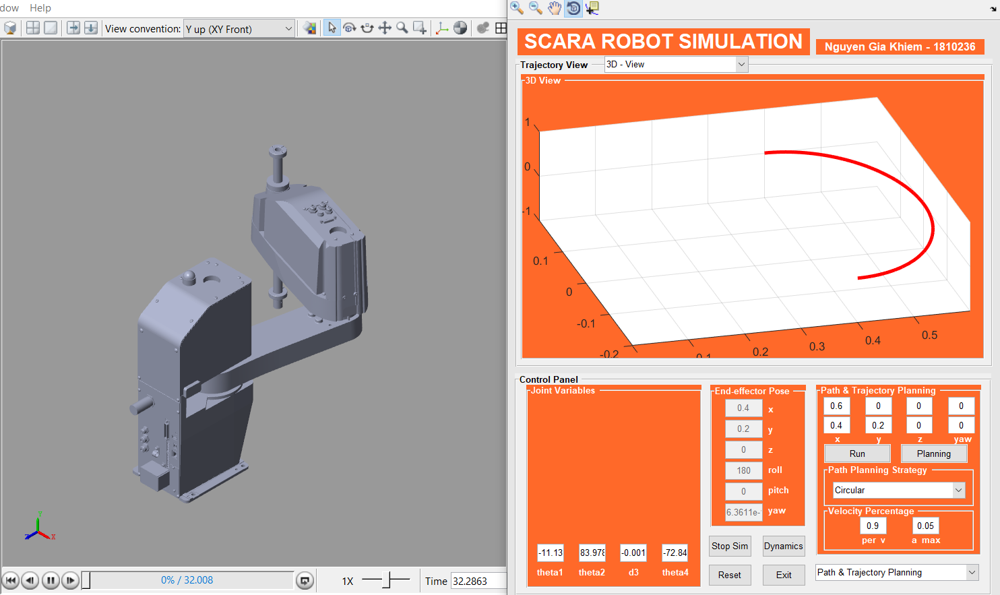 dow Help
View convention: Y up (XY Front)
SCARA ROBOT SIMULATION
Nguyen Gia Khiem - 1810236
Trajectory View 3D - View
3D View
1
0
-1
0.1
0
-0.1
-0.2
0.1
0.2
0.3
0.4
0.5
Control Panel
Joint Variables
-11.13 83.978 -0.001 -72.84
theta1 theta2 d3 theta4
End-effector Pose
0.4 x
0.2 y
0 z
180 roll
0 pitch
6.3611e- yaw
Stop Sim Dynamics
Reset Exit
Path & Trajectory Planning
0.6 0 0 0
0.4 0.2 0 0
x y z yaw
Run Planning
Path Planning Strategy
Circular
Velocity Percentage
0.9 0.05
per v a max
Path & Trajectory Planning
Y
Z X
0% / 32.008
1X
Time 32.2863